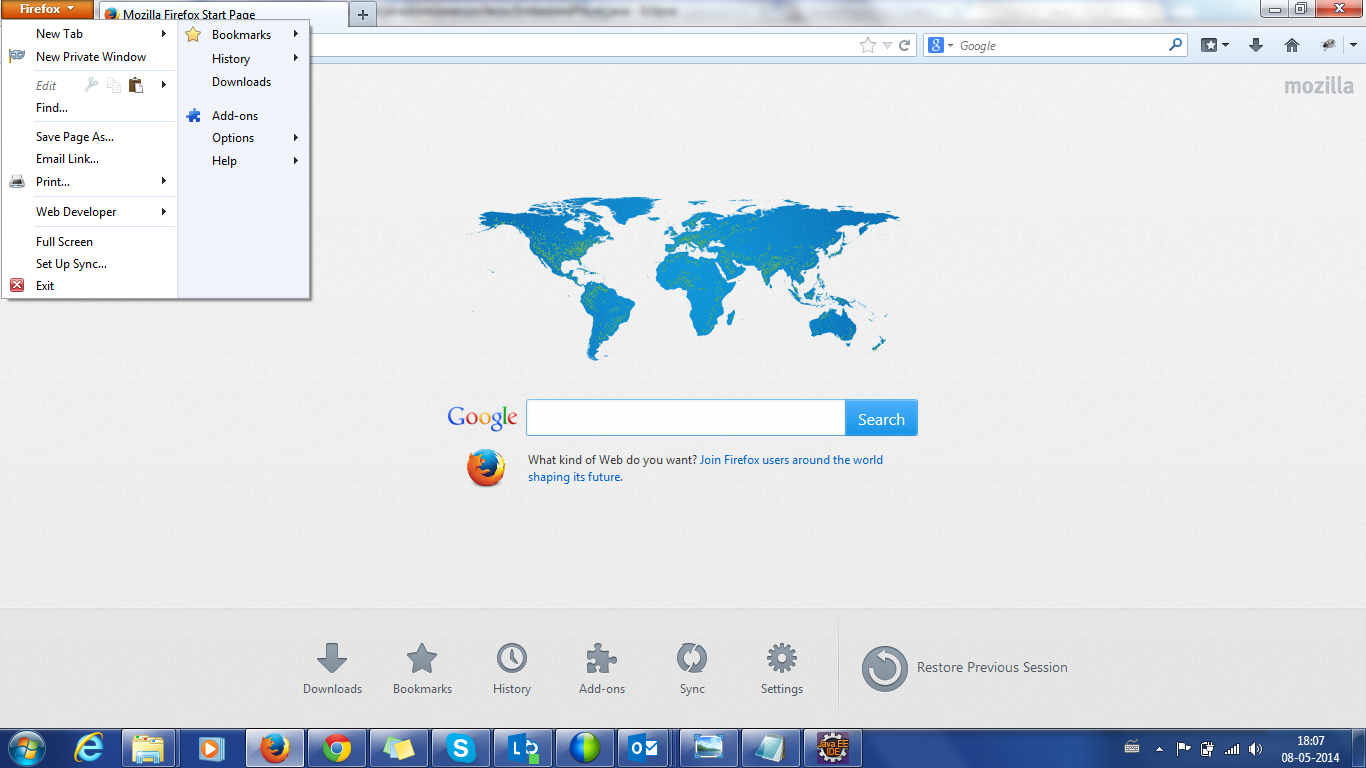 Firefox
Mozilla Firefox Start Page
New Tab
New Private Window
Edit
Find...
Save Page As...
Email Link...
Print...
Web Developer
Full Screen
Set Up Sync...
Exit
Bookmarks
History
Downloads
Add-ons
Options
Help
Google
mozilla
Google
Search
What kind of Web do you want? Join Firefox users around the world
shaping its future.
Downloads
Bookmarks
History
Add-ons
Sync
Settings
Restore Previous Session
Java EE
IDE
18:07
08-05-2014